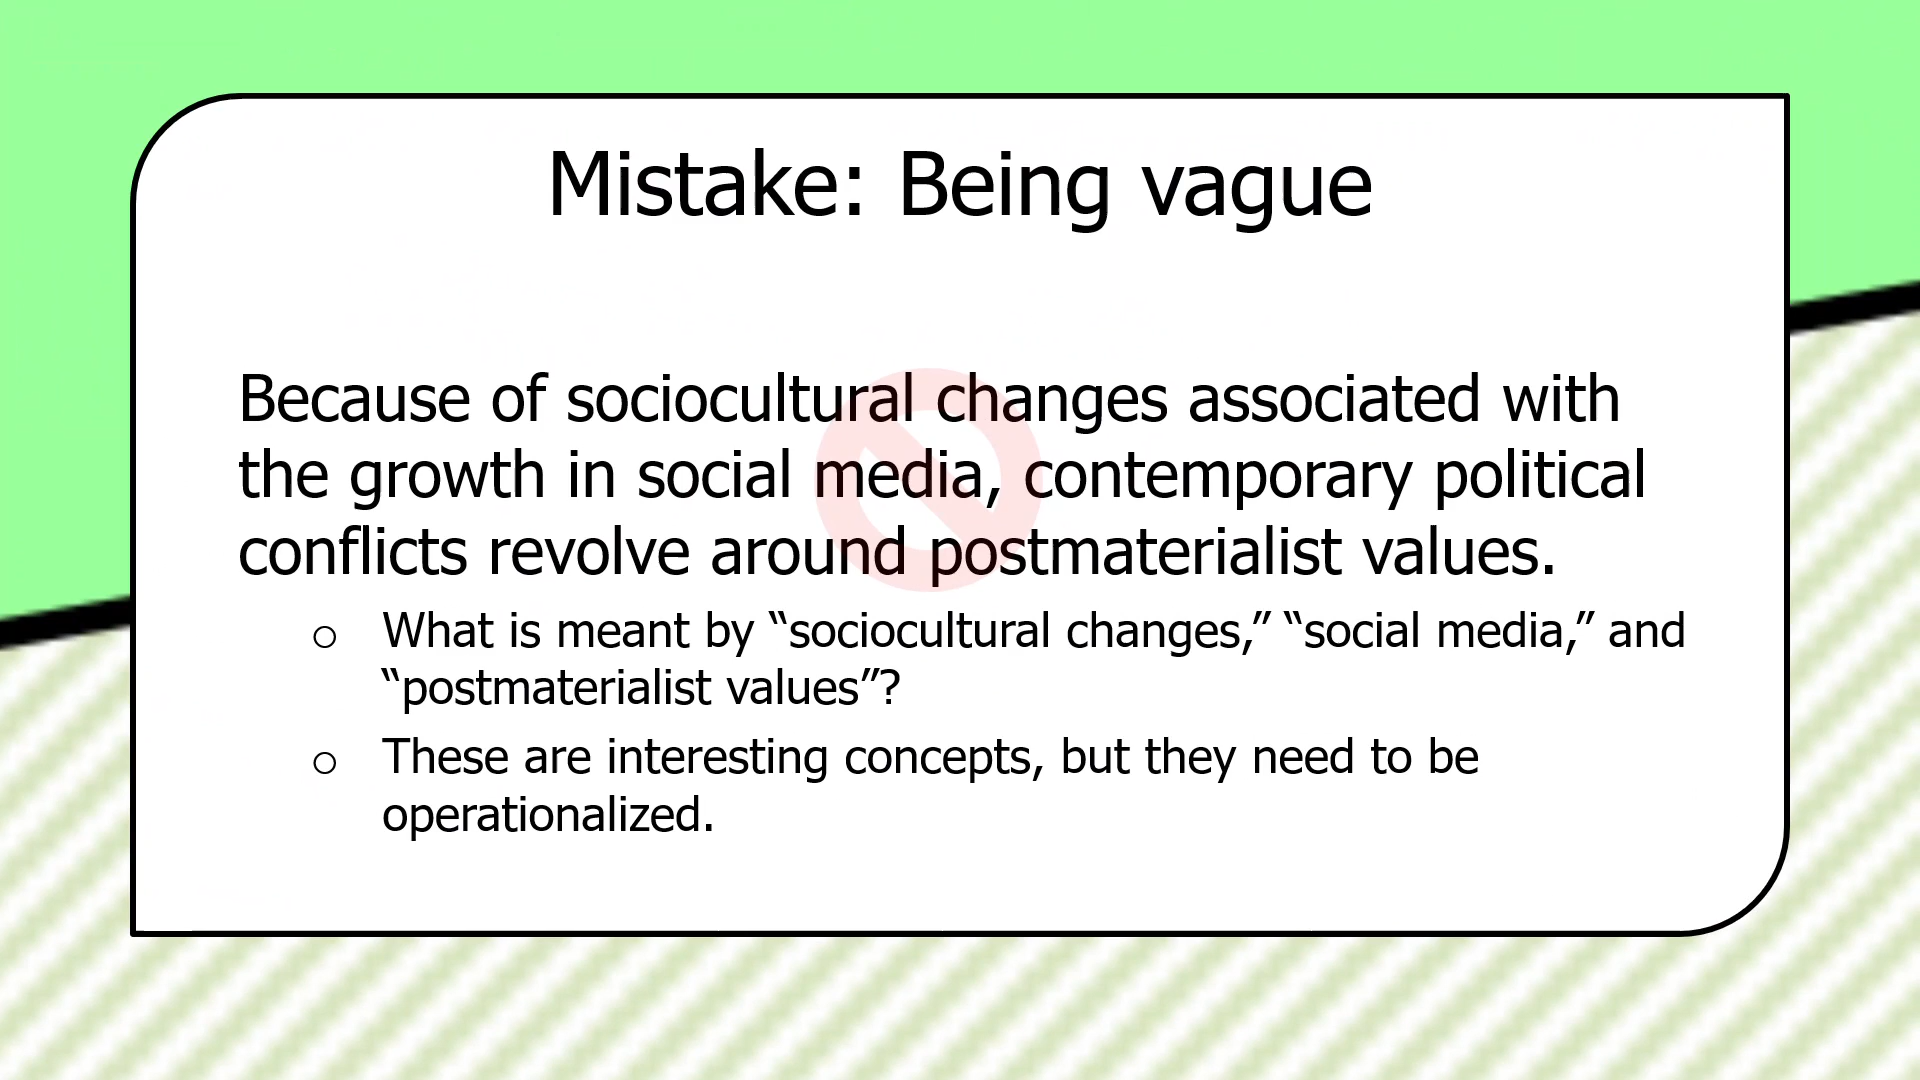 Mistake: Being vague
Because of sociocultural changes associated with
the growth in social media, contemporary political
conflicts revolve around postmaterialist values.
○ What is meant by “sociocultural changes,” “social media,” and
“postmaterialist values”?
○ These are interesting concepts, but they need to be
operationalized.